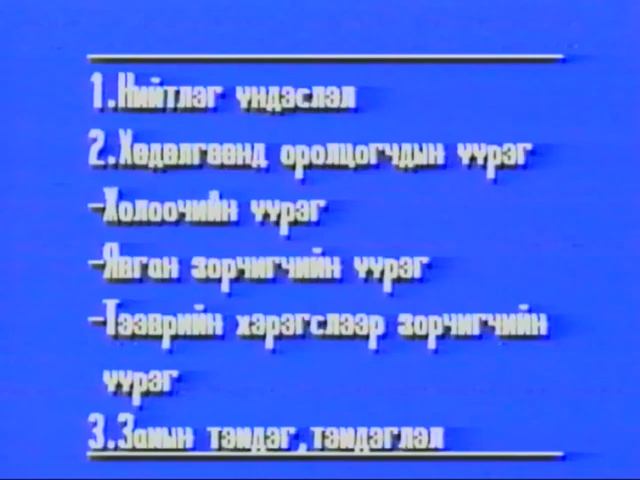 1.Нийтлэг үндэслэл
2.Хөдөлгөөнд оролцогчдын үүрэг
-Жолоочийн үүрэг
-Явган зорчигчийн үүрэг
-Тээврийн хэрэгслээр зорчигчийн
үүрэг
3.Замын тэмдэг,тэмдэглэл